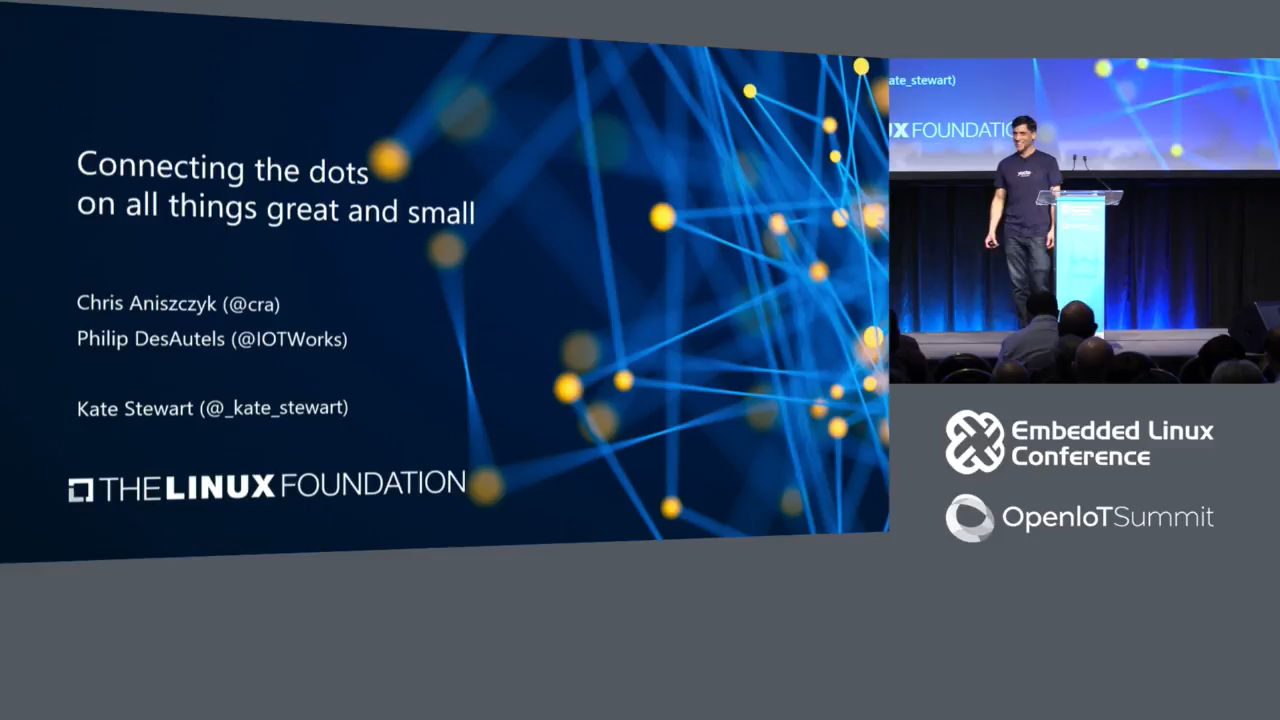 Connecting the dots
on all things great and small
Chris Aniszczyk (@cra)
Philip DesAutels (@IOTWorks)
Kate Stewart (@_kate_stewart)
THE LINUX FOUNDATION
ate_stewart)
UX FOUNDATIO
Embedded Linux
Conference
OpenIoTSummit